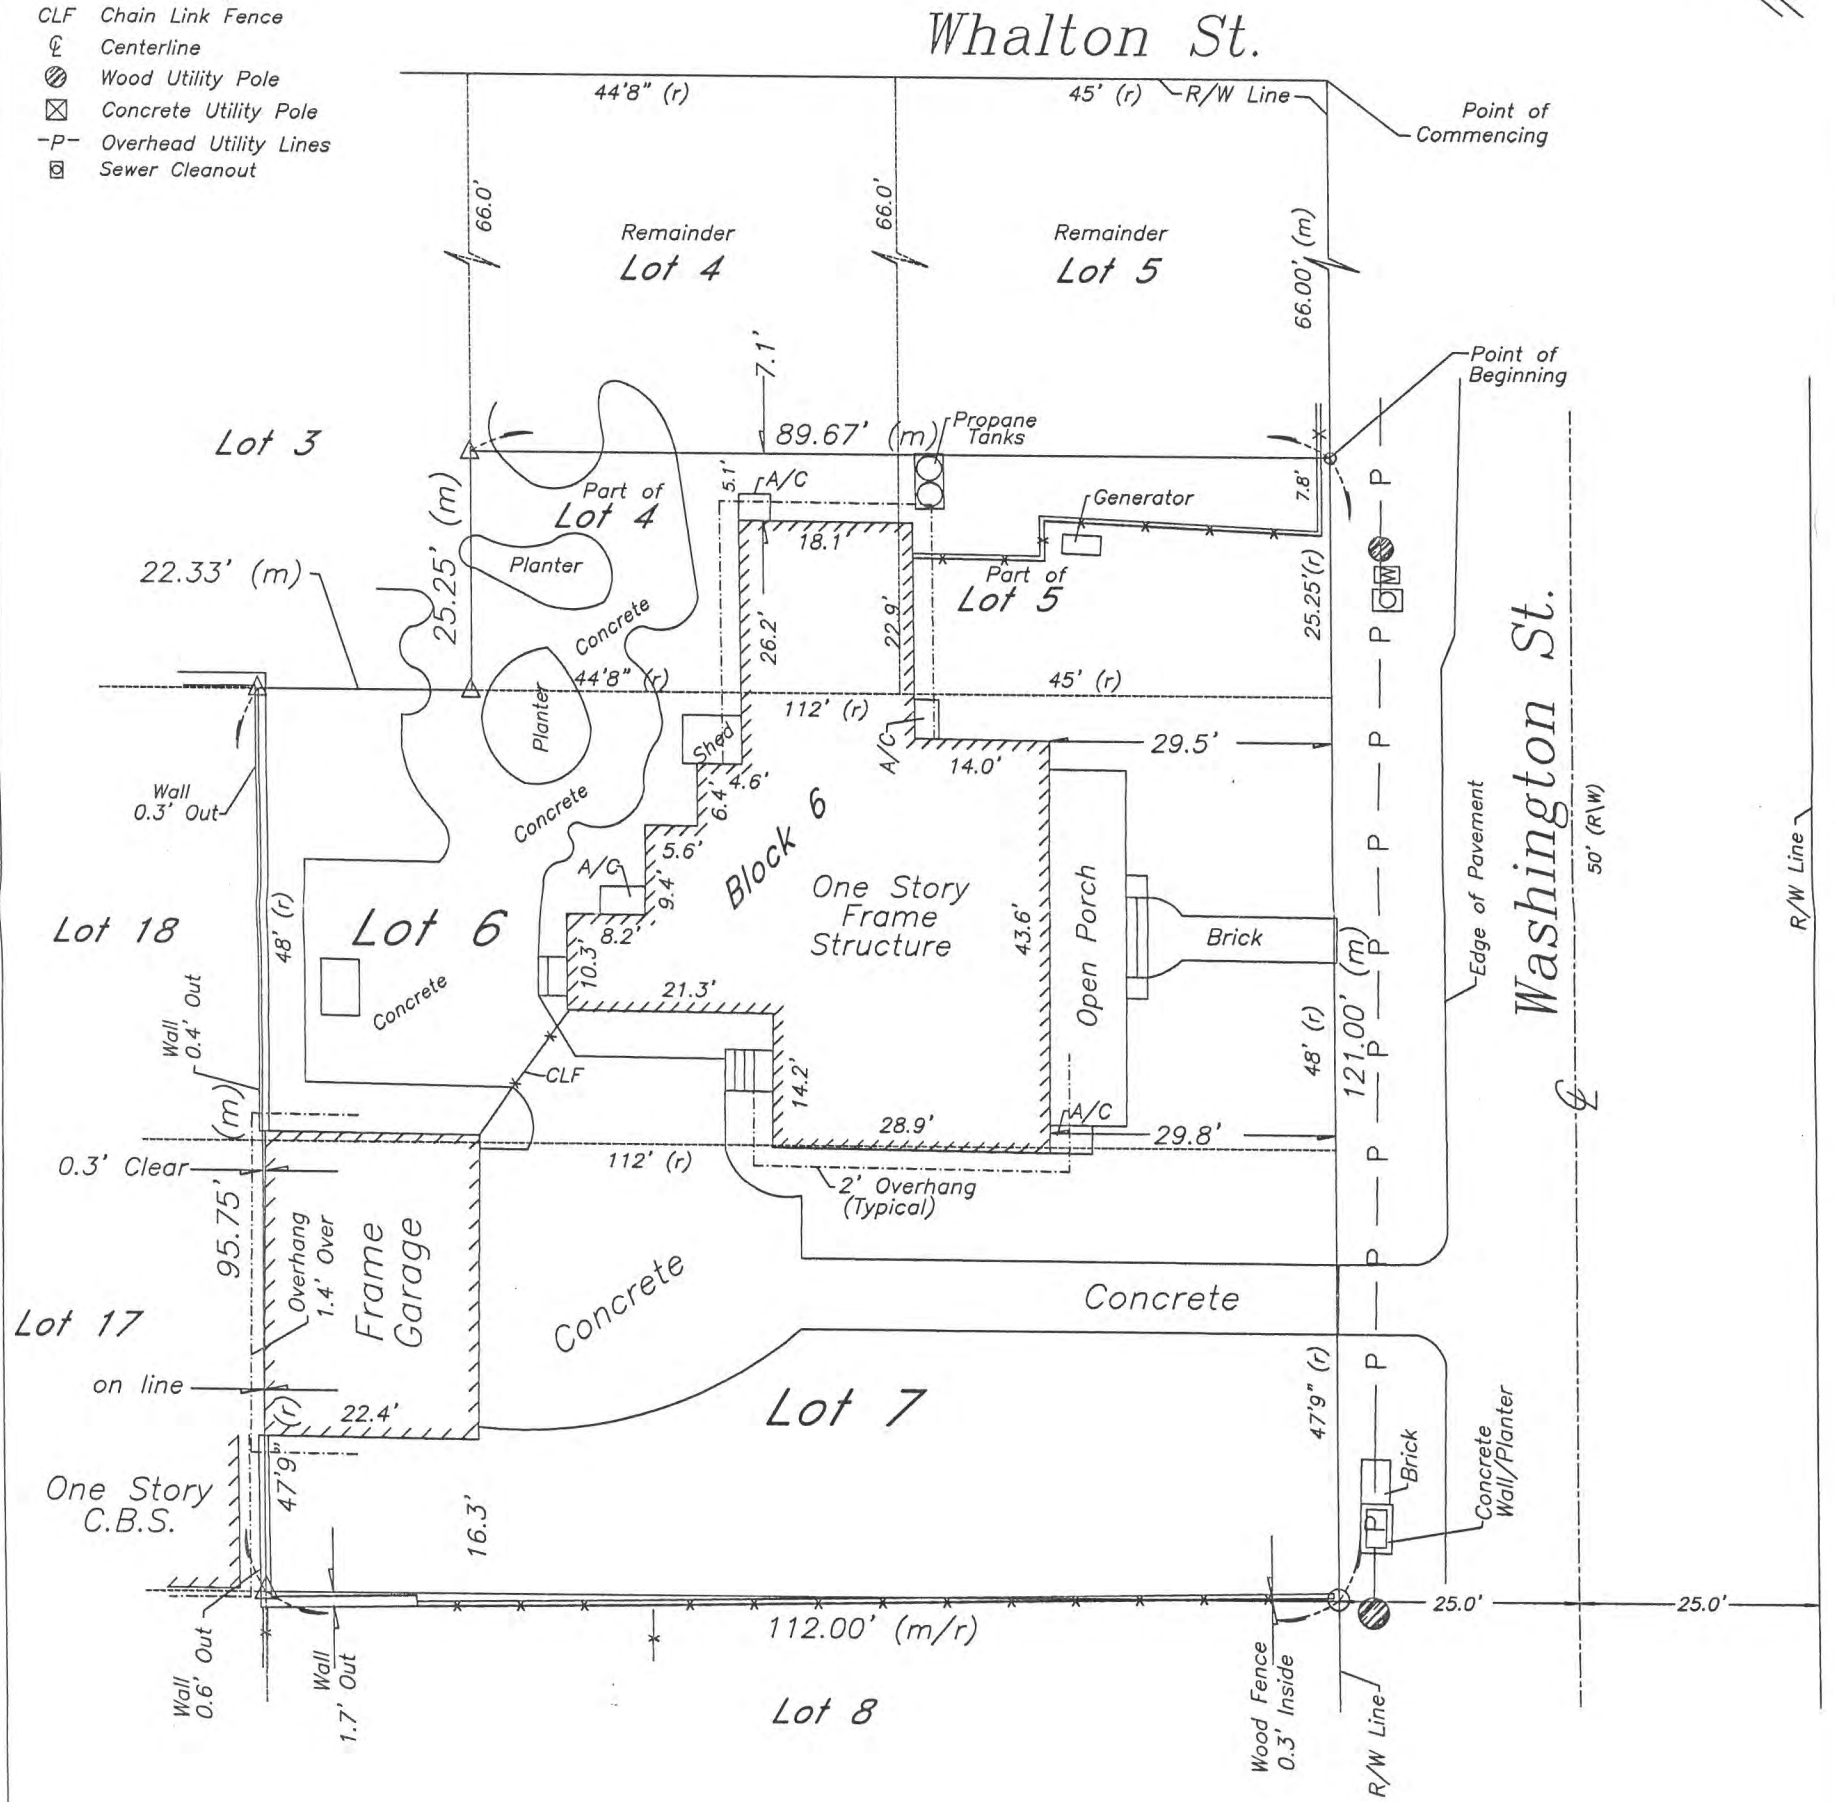 CLF Chain Link Fence
℄ Centerline
Wood Utility Pole
Concrete Utility Pole
-P- Overhead Utility Lines
Sewer Cleanout
Whalton St.
44'8" (r)
45' (r)
R/W Line
Point of
Commencing
66.0'
66.0'
66.00' (m)
Remainder
Lot 4
Remainder
Lot 5
7.1'
Point of
Beginning
Lot 3
89.67' (m)
Propane
Tanks
5.1'
A/C
7.8'
Part of
Lot 4
Generator
P
25.25' (m)
18.1'
22.33' (m)
Planter
Part of
Lot 5
W
25.25'(r)
Concrete
26.2'
22.9'
P
44'8" (r)
45' (r)
112' (r)
Planter
Shed
A/C
14.0'
29.5'
P
Washington St.
50' (R\W)
Wall
0.3' Out
Concrete
4.6'
6.4'
5.6'
Block 6
A/C
9.4'
P
Edge of Pavement
R/W Line
Lot 18
48' (r)
Lot 6
8.2'
One Story
Frame
Structure
43.6'
Open Porch
Brick
P
10.3'
Concrete
21.3'
Wall
0.4' Out
48' (r)
121.00' (m)
P
℄
CLF
14.2'
28.9'
A/C
29.8'
P
(m)
95.75'
0.3' Clear
112' (r)
2' Overhang
(Typical)
Overhang
1.4' Over
Frame
Garage
Concrete
Concrete
P
Lot 17
on line
22.4'
(r)
47'9"
Lot 7
47'9" (r)
P
Brick
Concrete
Wall/Planter
P
One Story
C.B.S.
16.3'
25.0'
25.0'
112.00' (m/r)
Wall
0.6' Out
Wall
1.7' Out
Lot 8
Wood Fence
0.3' Inside
R/W Line